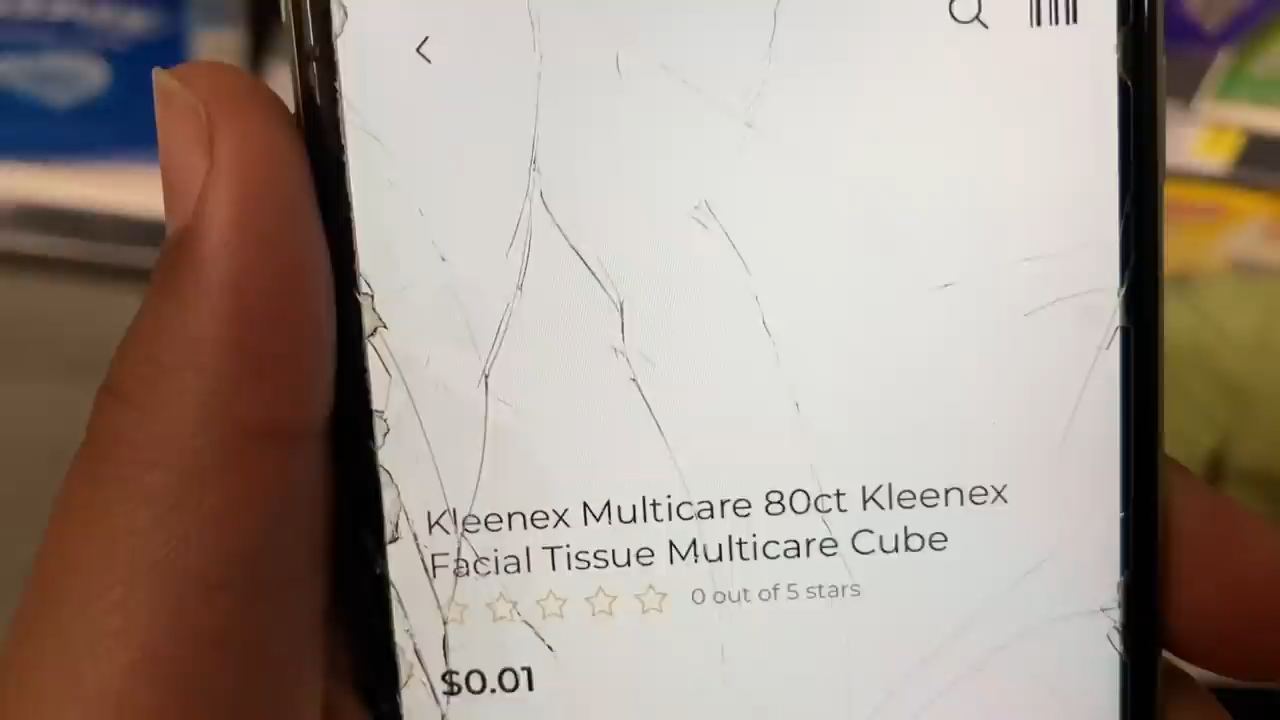 Kleenex Multicare 80ct Kleenex
Facial Tissue Multicare Cube
0 out of 5 stars
$0.01